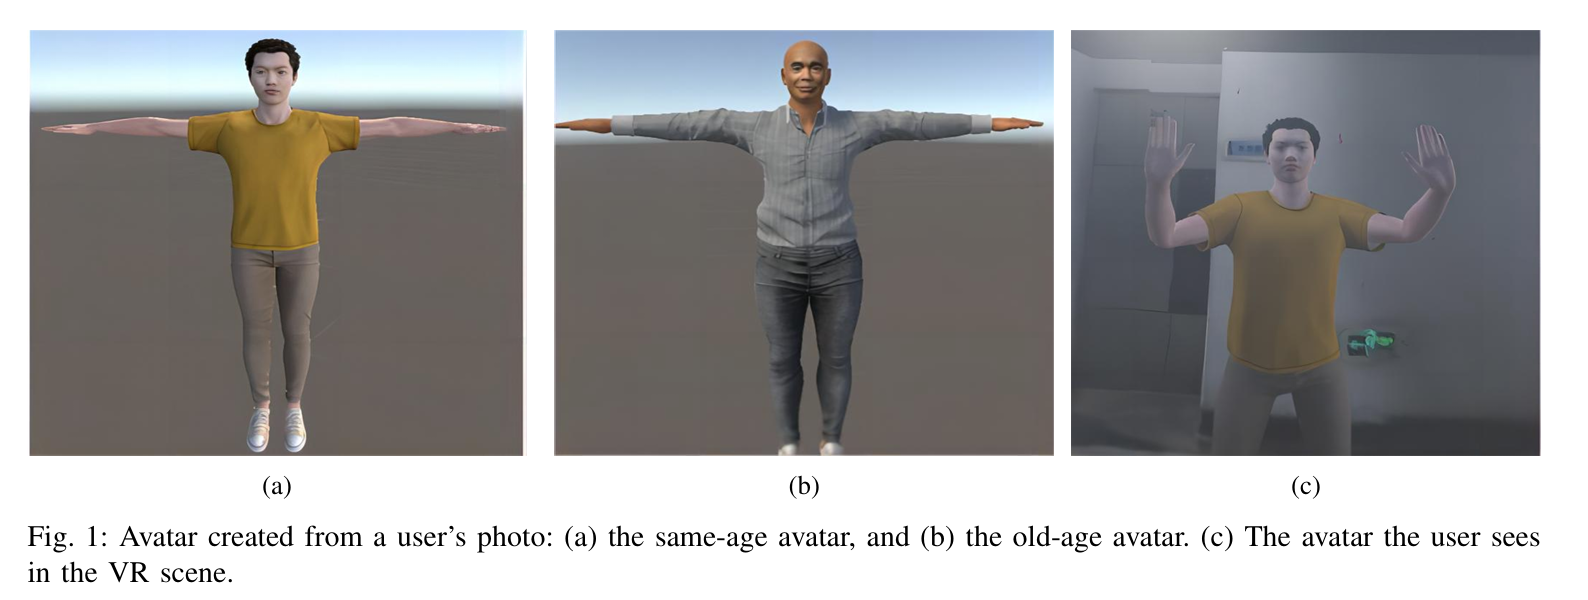 (a)
(b)
(c)
Fig. 1: Avatar created from a user's photo: (a) the same-age avatar, and (b) the old-age avatar. (c) The avatar the user sees
in the VR scene.